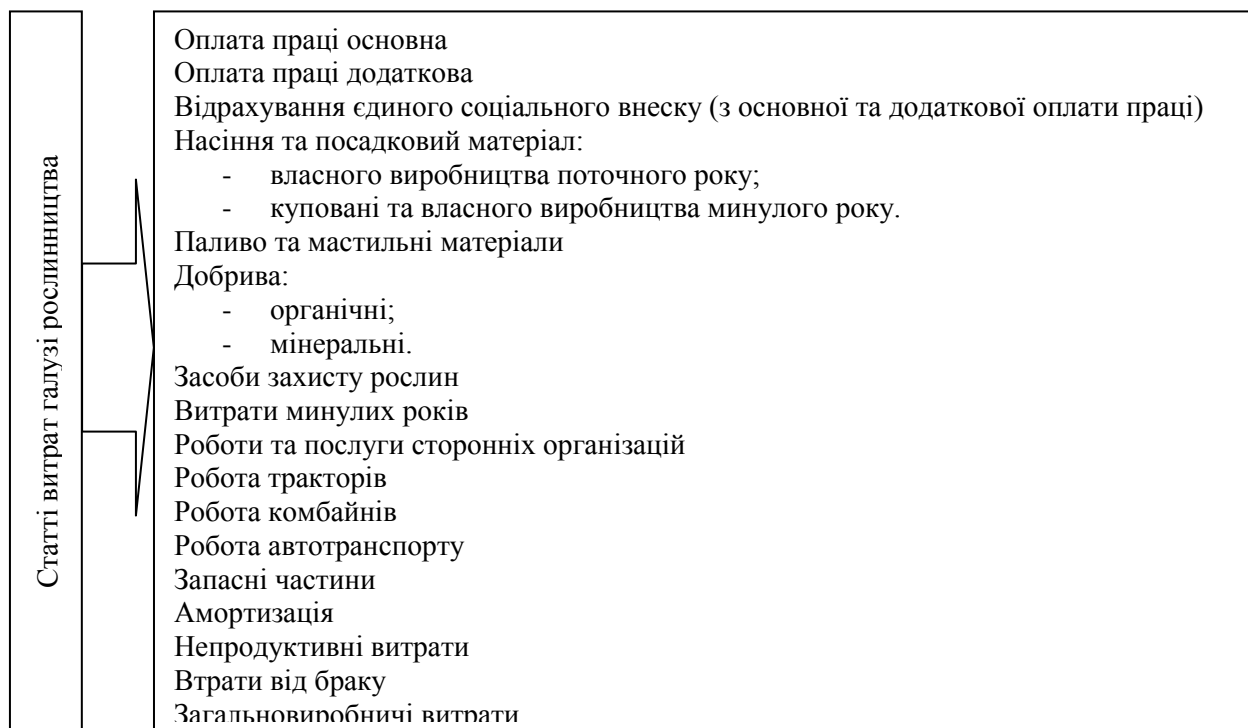 Статті витрат галузі рослинництва
Оплата праці основна
Оплата праці додаткова
Відрахування єдиного соціального внеску (з основної та додаткової оплати праці)
Насіння та посадковий матеріал:
- власного виробництва поточного року;
- куповані та власного виробництва минулого року.
Паливо та мастильні матеріали
Добрива:
- органічні;
- мінеральні.
Засоби захисту рослин
Витрати минулих років
Роботи та послуги сторонніх організацій
Робота тракторів
Робота комбайнів
Робота автотранспорту
Запасні частини
Амортизація
Непродуктивні витрати
Втрати від браку
Загальновиробничі витрати